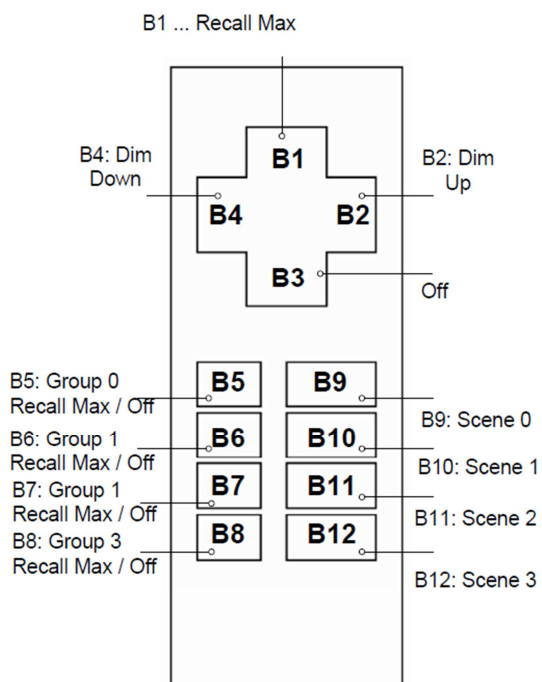 B1 ... Recall Max
B1
B4: Dim
Down
B2: Dim
Up
B4
B2
B3
Off
B5: Group 0
Recall Max / Off
B5
B9
B9: Scene 0
B6: Group 1
Recall Max / Off
B6
B10
B10: Scene 1
B7: Group 1
Recall Max / Off
B7
B11
B11: Scene 2
B8: Group 3
Recall Max / Off
B8
B12
B12: Scene 3